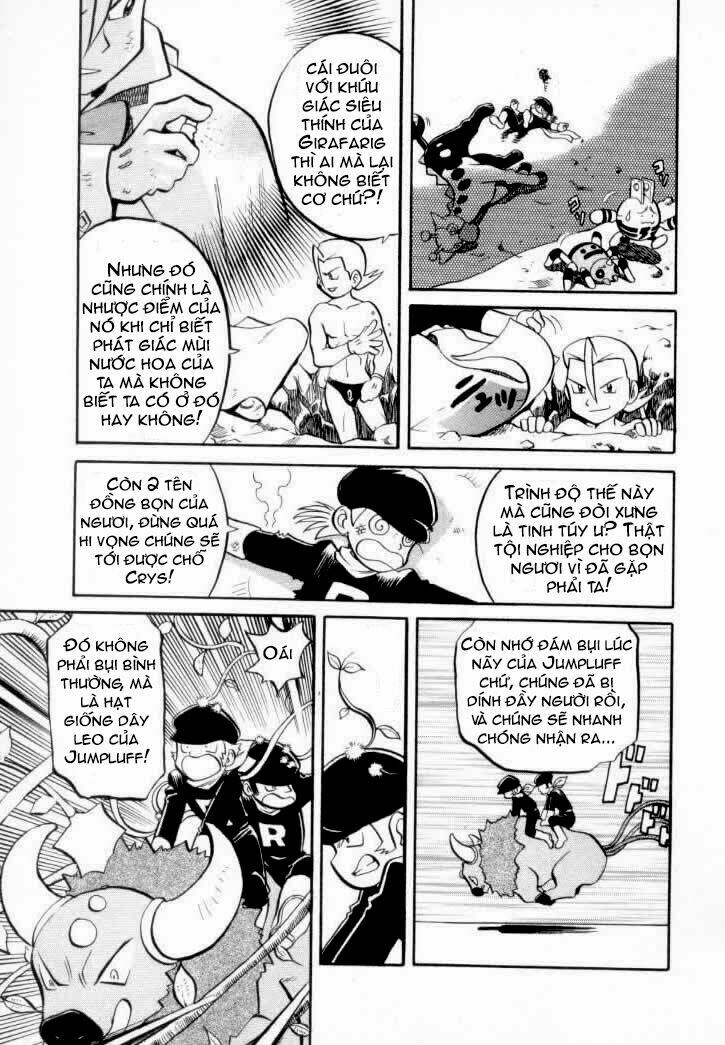 ゴ
ゴ
CÁI ĐUÔI
VỚI KHỨU
GIÁC SIÊU
THÍNH CỦA
GIRAFARIG
THÌ AI MÀ LẠI
KHÔNG BIẾT
CƠ CHỨ?!
NHƯNG ĐÓ
CŨNG CHÍNH LÀ
NHƯỢC ĐIỂM CỦA
NÓ KHI CHỈ BIẾT
PHÁT GIÁC MÙI
NƯỚC HOA CỦA
TA MÀ KHÔNG
BIẾT TA CÓ Ở ĐÓ
HAY KHÔNG!
TRÌNH ĐỘ THẾ NÀY
MÀ CŨNG ĐÒI XƯNG
LÀ TINH TÚY Ư? THẬT
TỘI NGHIỆP CHO BỌN
NGƯƠI VÌ ĐÃ GẶP
PHẢI TA!
CÒN 2 TÊN
ĐỒNG BỌN CỦA
NGƯƠI, ĐỪNG QUÁ
HI VỌNG CHÚNG SẼ
TỚI ĐƯỢC CHỖ
CRYS!
R
CÒN NHỚ ĐÁM BỤI LÚC
NÃY CỦA JUMPLUFF
CHỨ, CHÚNG ĐÃ BỊ
DÍNH ĐẦY NGƯỜI RỒI,
VÀ CHÚNG SẼ NHANH
CHÓNG NHẬN RA...
ドドド
OÁI
ĐÓ KHÔNG
PHẢI BỤI BÌNH
THƯỜNG, MÀ
LÀ HẠT
GIỐNG DÂY
LEO CỦA
JUMPLUFF!
R